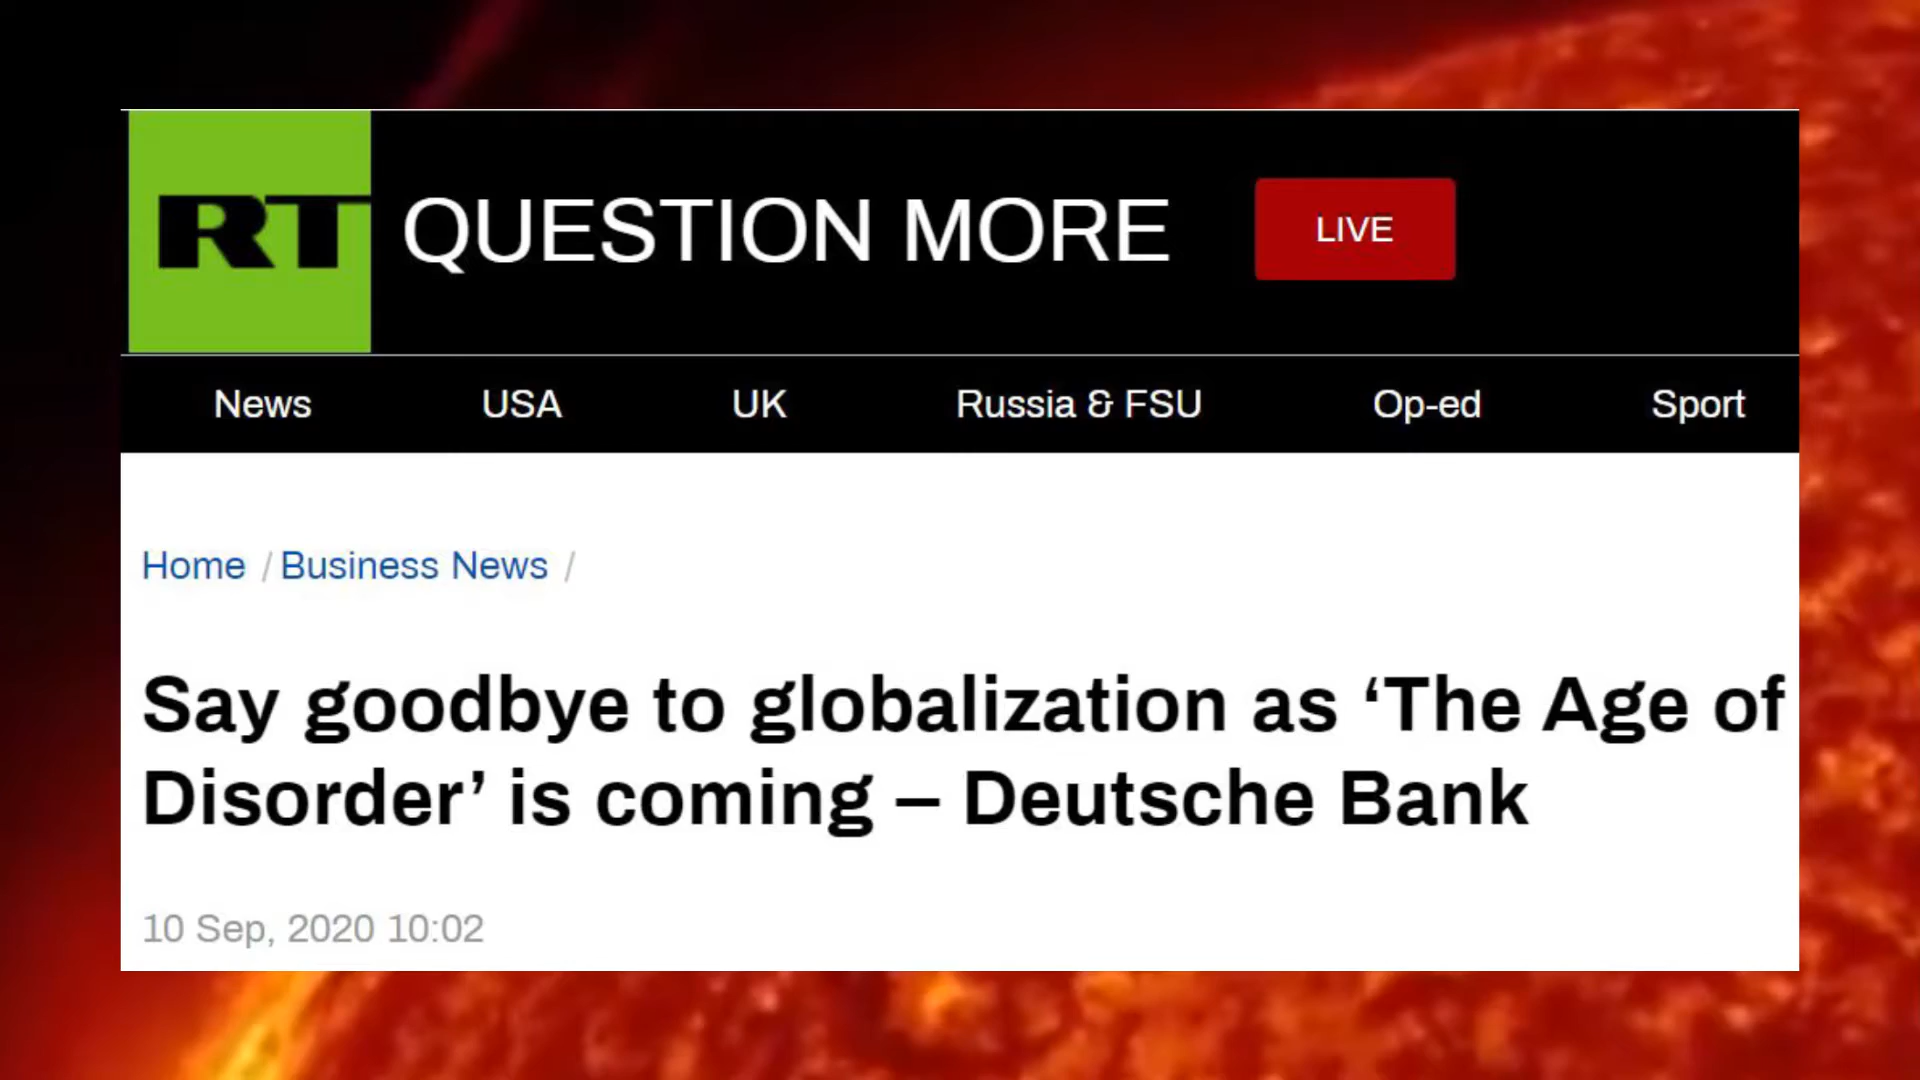 RT QUESTION MORE LIVE
News USA UK Russia & FSU Op-ed Sport
Home / Business News /
Say goodbye to globalization as ‘The Age of
Disorder’ is coming – Deutsche Bank
10 Sep, 2020 10:02